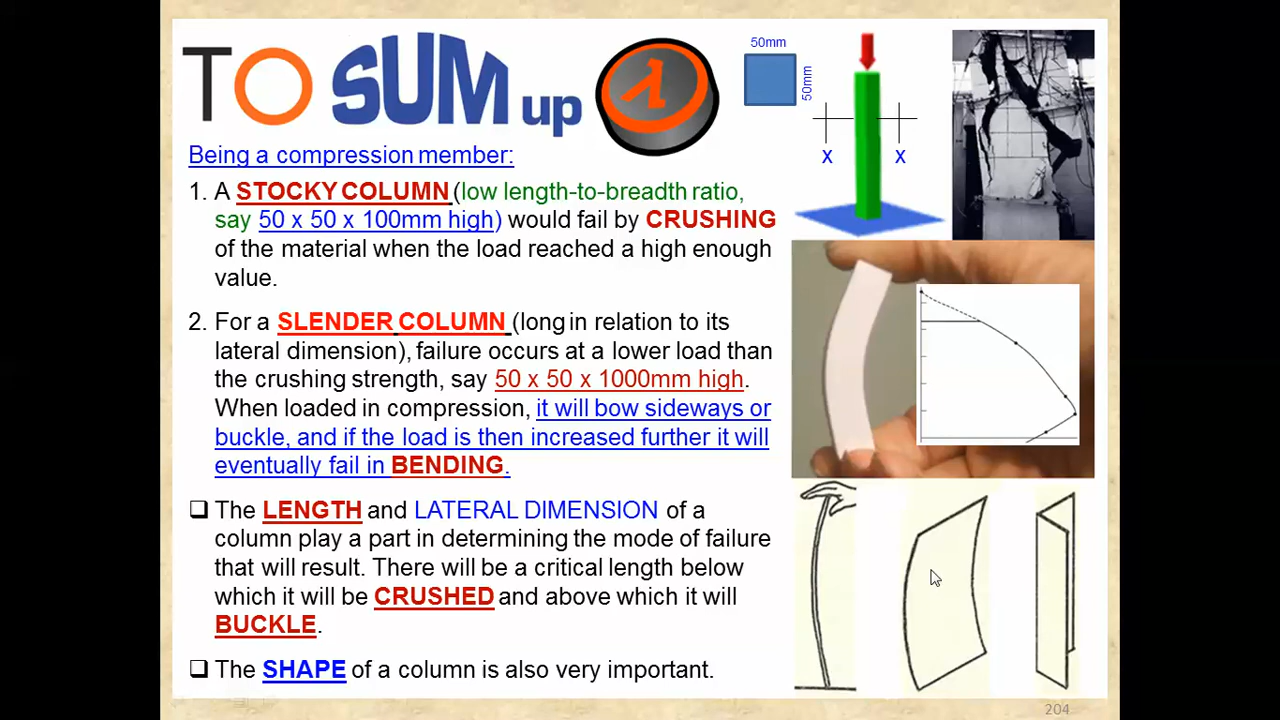 TO SUM up
λ
50mm
50mm
x x
Being a compression member:
1. A STOCKY COLUMN (low length-to-breadth ratio,
say 50 x 50 x 100mm high) would fail by CRUSHING
of the material when the load reached a high enough
value.
2. For a SLENDER COLUMN (long in relation to its
lateral dimension), failure occurs at a lower load than
the crushing strength, say 50 x 50 x 1000mm high.
When loaded in compression, it will bow sideways or
buckle, and if the load is then increased further it will
eventually fail in BENDING.
❑ The LENGTH and LATERAL DIMENSION of a
column play a part in determining the mode of failure
that will result. There will be a critical length below
which it will be CRUSHED and above which it will
BUCKLE.
❑ The SHAPE of a column is also very important.
204